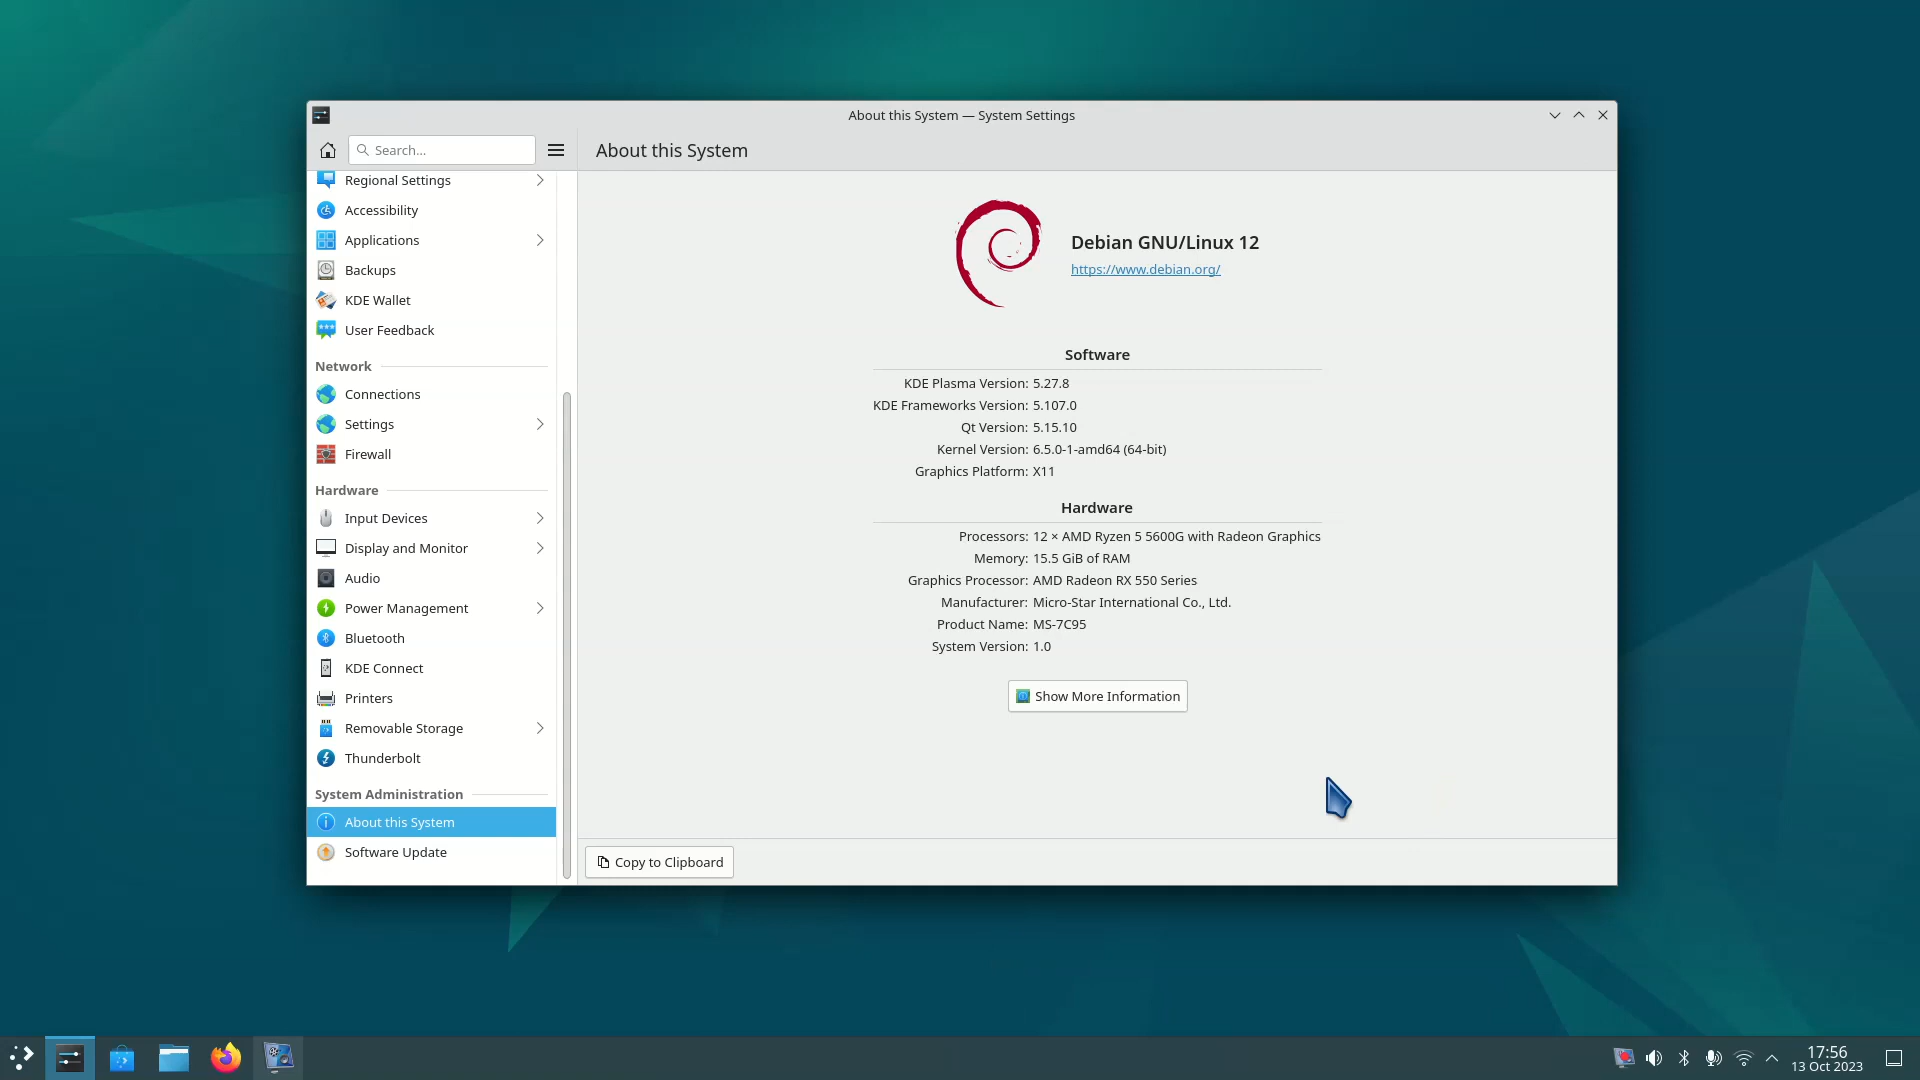 About this System — System Settings
Search...
About this System
Regional Settings
Accessibility
Applications
Backups
KDE Wallet
User Feedback
Network
Connections
Settings
Firewall
Hardware
Input Devices
Display and Monitor
Audio
Power Management
Bluetooth
KDE Connect
Printers
Removable Storage
Thunderbolt
System Administration
About this System
Software Update
Debian GNU/Linux 12
https://www.debian.org/
Software
KDE Plasma Version: 5.27.8
KDE Frameworks Version: 5.107.0
Qt Version: 5.15.10
Kernel Version: 6.5.0-1-amd64 (64-bit)
Graphics Platform: X11
Hardware
Processors: 12 × AMD Ryzen 5 5600G with Radeon Graphics
Memory: 15.5 GiB of RAM
Graphics Processor: AMD Radeon RX 550 Series
Manufacturer: Micro-Star International Co., Ltd.
Product Name: MS-7C95
System Version: 1.0
Show More Information
Copy to Clipboard
17:56
13 Oct 2023